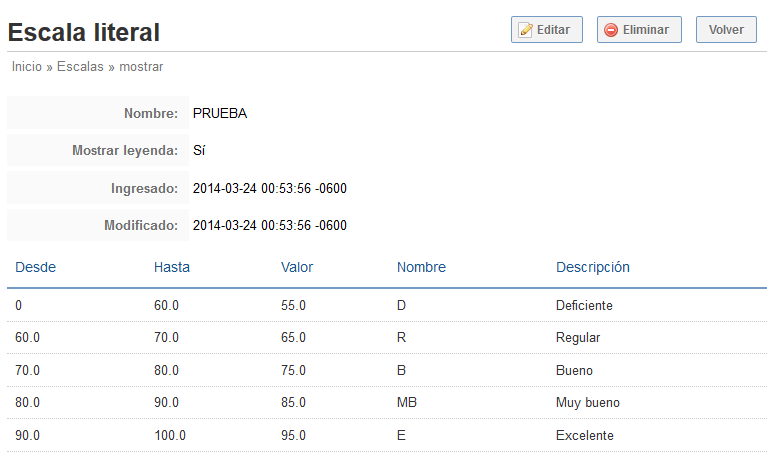 Escala literal Editar Eliminar Volver
Inicio » Escalas » mostrar
Nombre: PRUEBA
Mostrar leyenda: Sí
Ingresado: 2014-03-24 00:53:56 -0600
Modificado: 2014-03-24 00:53:56 -0600
Desde Hasta Valor Nombre Descripción
0 60.0 55.0 D Deficiente
60.0 70.0 65.0 R Regular
70.0 80.0 75.0 B Bueno
80.0 90.0 85.0 MB Muy bueno
90.0 100.0 95.0 E Excelente